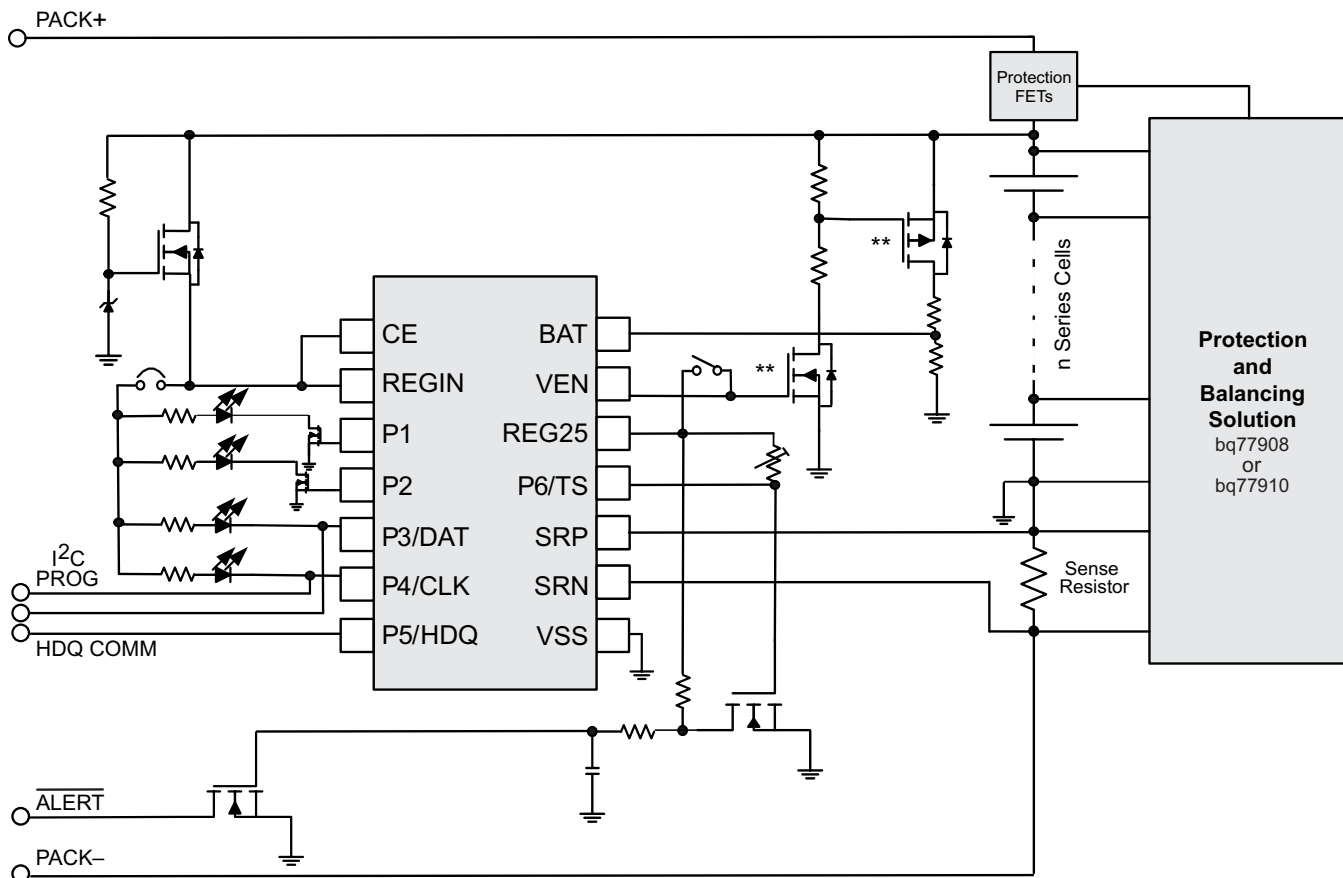 PACK+
Protection
FETs
**
**
n Series Cells
CE
REGIN
P1
P2
P3/DAT
P4/CLK
P5/HDQ
BAT
VEN
REG25
P6/TS
SRP
SRN
VSS
Protection
and
Balancing
Solution
bq77908
or
bq77910
I2C
PROG
HDQ COMM
Sense
Resistor
ALERT
PACK–